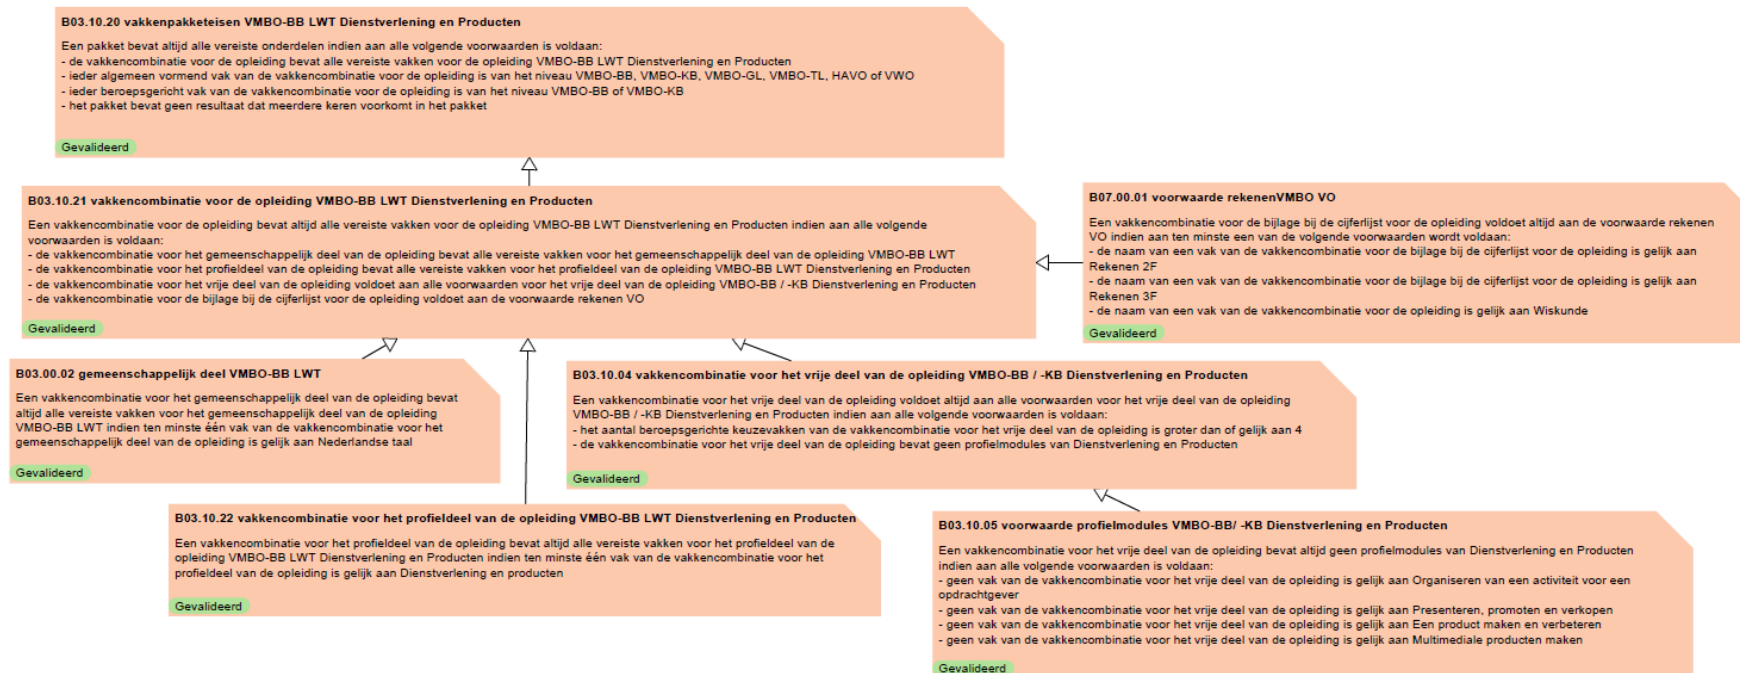 B03.10.20 vakkenpakketeisen VMBO-BB LWT Dienstverlening en Producten
Een pakket bevat altijd alle vereiste onderdelen indien aan alle volgende voorwaarden is voldaan:
- de vakkencombinatie voor de opleiding bevat alle vereiste vakken voor de opleiding VMBO-BB LWT Dienstverlening en Producten
- ieder algemeen vormend vak van de vakkencombinatie voor de opleiding is van het niveau VMBO-BB, VMBO-KB, VMBO-GL, VMBO-TL, HAVO of VWO
- ieder beroepsgericht vak van de vakkencombinatie voor de opleiding is van het niveau VMBO-BB of VMBO-KB
- het pakket bevat geen resultaat dat meerdere keren voorkomt in het pakket
Gevalideerd
B03.10.21 vakkencombinatie voor de opleiding VMBO-BB LWT Dienstverlening en Producten
Een vakkencombinatie voor de opleiding bevat altijd alle vereiste vakken voor de opleiding VMBO-BB LWT Dienstverlening en Producten indien aan alle volgende
voorwaarden is voldaan:
- de vakkencombinatie voor het gemeenschappelijk deel van de opleiding bevat alle vereiste vakken voor het gemeenschappelijk deel van de opleiding VMBO-BB LWT
- de vakkencombinatie voor het profieldeel van de opleiding bevat alle vereiste vakken voor het profieldeel van de opleiding VMBO-BB LWT Dienstverlening en Producten
- de vakkencombinatie voor het vrije deel van de opleiding voldoet aan alle voorwaarden voor het vrije deel van de opleiding VMBO-BB / -KB Dienstverlening en Producten
- de vakkencombinatie voor de bijlage bij de cijferlijst voor de opleiding voldoet aan de voorwaarde rekenen VO
Gevalideerd
B07.00.01 voorwaarde rekenenVMBO VO
Een vakkencombinatie voor de bijlage bij de cijferlijst voor de opleiding voldoet altijd aan de voorwaarde rekenen
VO indien aan ten minste een van de volgende voorwaarden wordt voldaan:
- de naam van een vak van de vakkencombinatie voor de bijlage bij de cijferlijst voor de opleiding is gelijk aan
Rekenen 2F
- de naam van een vak van de vakkencombinatie voor de bijlage bij de cijferlijst voor de opleiding is gelijk aan
Rekenen 3F
- de naam van een vak van de vakkencombinatie voor de opleiding is gelijk aan Wiskunde
Gevalideerd
B03.00.02 gemeenschappelijk deel VMBO-BB LWT
Een vakkencombinatie voor het gemeenschappelijk deel van de opleiding bevat
altijd alle vereiste vakken voor het gemeenschappelijk deel van de opleiding
VMBO-BB LWT indien ten minste één vak van de vakkencombinatie voor het
gemeenschappelijk deel van de opleiding is gelijk aan Nederlandse taal
Gevalideerd
B03.10.04 vakkencombinatie voor het vrije deel van de opleiding VMBO-BB / -KB Dienstverlening en Producten
Een vakkencombinatie voor het vrije deel van de opleiding voldoet altijd aan alle voorwaarden voor het vrije deel van de opleiding
VMBO-BB / -KB Dienstverlening en Producten indien aan alle volgende voorwaarden is voldaan:
- het aantal beroepsgerichte keuzevakken van de vakkencombinatie voor het vrije deel van de opleiding is groter dan of gelijk aan 4
- de vakkencombinatie voor het vrije deel van de opleiding bevat geen profielmodules van Dienstverlening en Producten
Gevalideerd
B03.10.22 vakkencombinatie voor het profieldeel van de opleiding VMBO-BB LWT Dienstverlening en Producten
Een vakkencombinatie voor het profieldeel van de opleiding bevat altijd alle vereiste vakken voor het profieldeel van de
opleiding VMBO-BB LWT Dienstverlening en Producten indien ten minste één vak van de vakkencombinatie voor het
profieldeel van de opleiding is gelijk aan Dienstverlening en producten
Gevalideerd
B03.10.05 voorwaarde profielmodules VMBO-BB/ -KB Dienstverlening en Producten
Een vakkencombinatie voor het vrije deel van de opleiding bevat altijd geen profielmodules van Dienstverlening en Producten
indien aan alle volgende voorwaarden is voldaan:
- geen vak van de vakkencombinatie voor het vrije deel van de opleiding is gelijk aan Organiseren van een activiteit voor een
opdrachtgever
- geen vak van de vakkencombinatie voor het vrije deel van de opleiding is gelijk aan Presenteren, promoten en verkopen
- geen vak van de vakkencombinatie voor het vrije deel van de opleiding is gelijk aan Een product maken en verbeteren
- geen vak van de vakkencombinatie voor het vrije deel van de opleiding is gelijk aan Multimediale producten maken
Gevalideerd